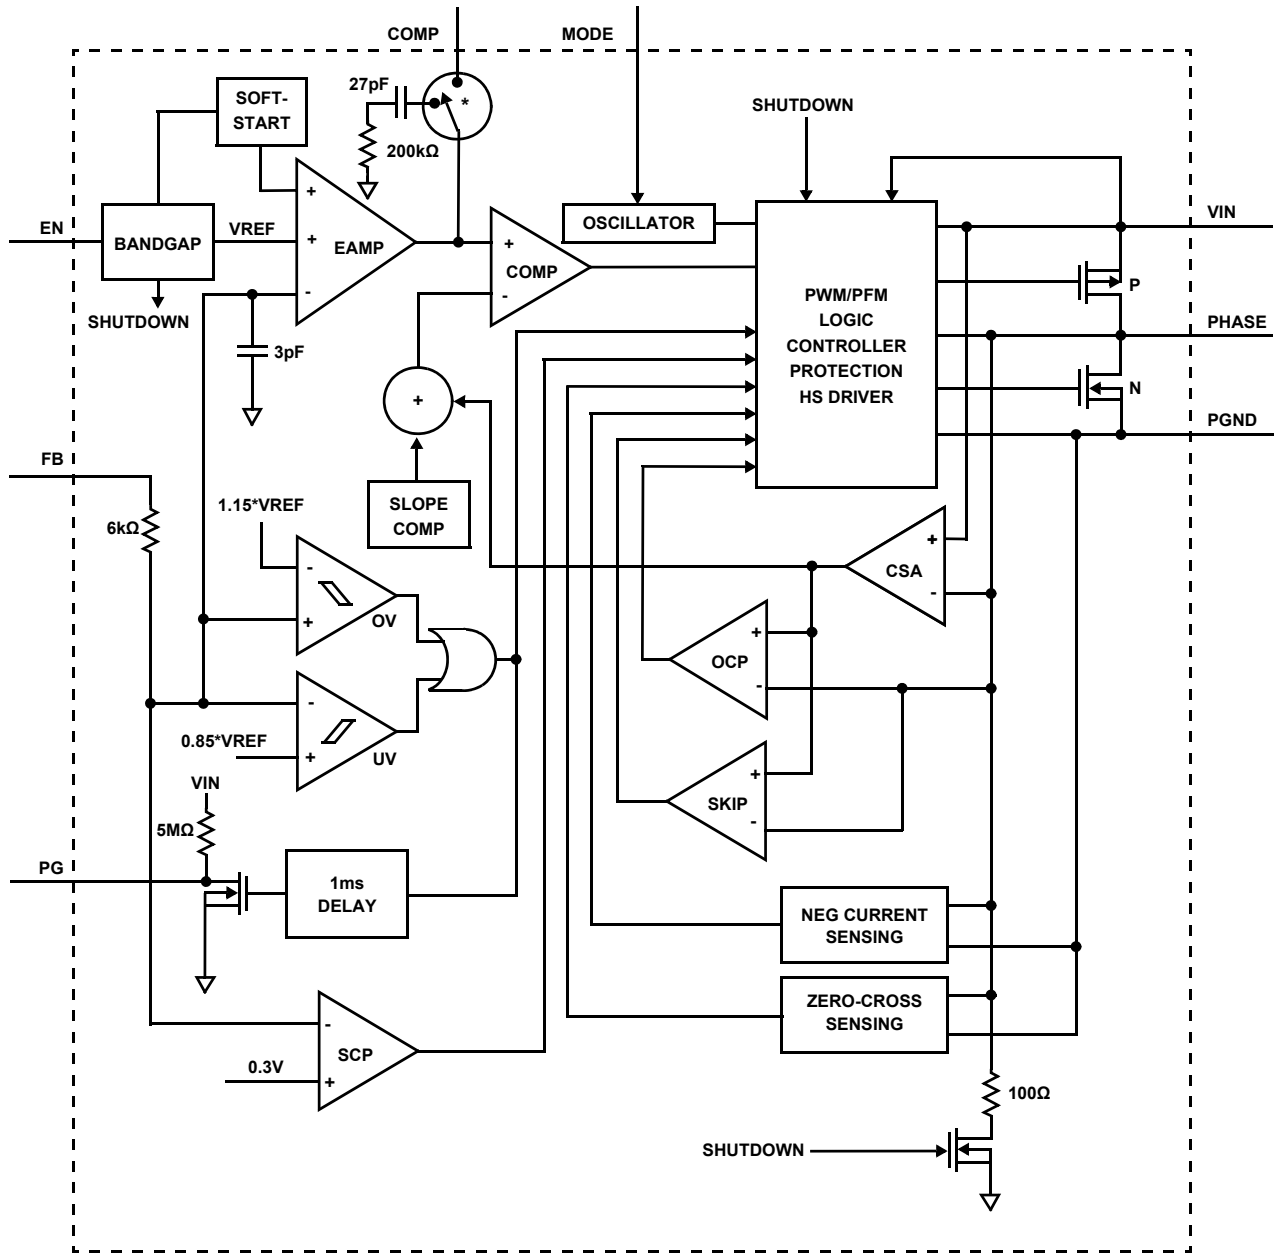 COMP
MODE
27pF
*
SOFT-
START
200kΩ
SHUTDOWN
+
EN
BANDGAP
VREF
+
EAMP
-
SHUTDOWN
3pF
+
COMP
-
OSCILLATOR
PWM/PFM
LOGIC
CONTROLLER
PROTECTION
HS DRIVER
VIN
P
PHASE
N
PGND
+
SLOPE
COMP
FB
6kΩ
1.15*VREF
-
+
OV
-
0.85*VREF
+
UV
+
CSA
-
+
OCP
-
+
SKIP
-
VIN
5MΩ
PG
1ms
DELAY
NEG CURRENT
SENSING
ZERO-CROSS
SENSING
-
SCP
0.3V
+
100Ω
SHUTDOWN